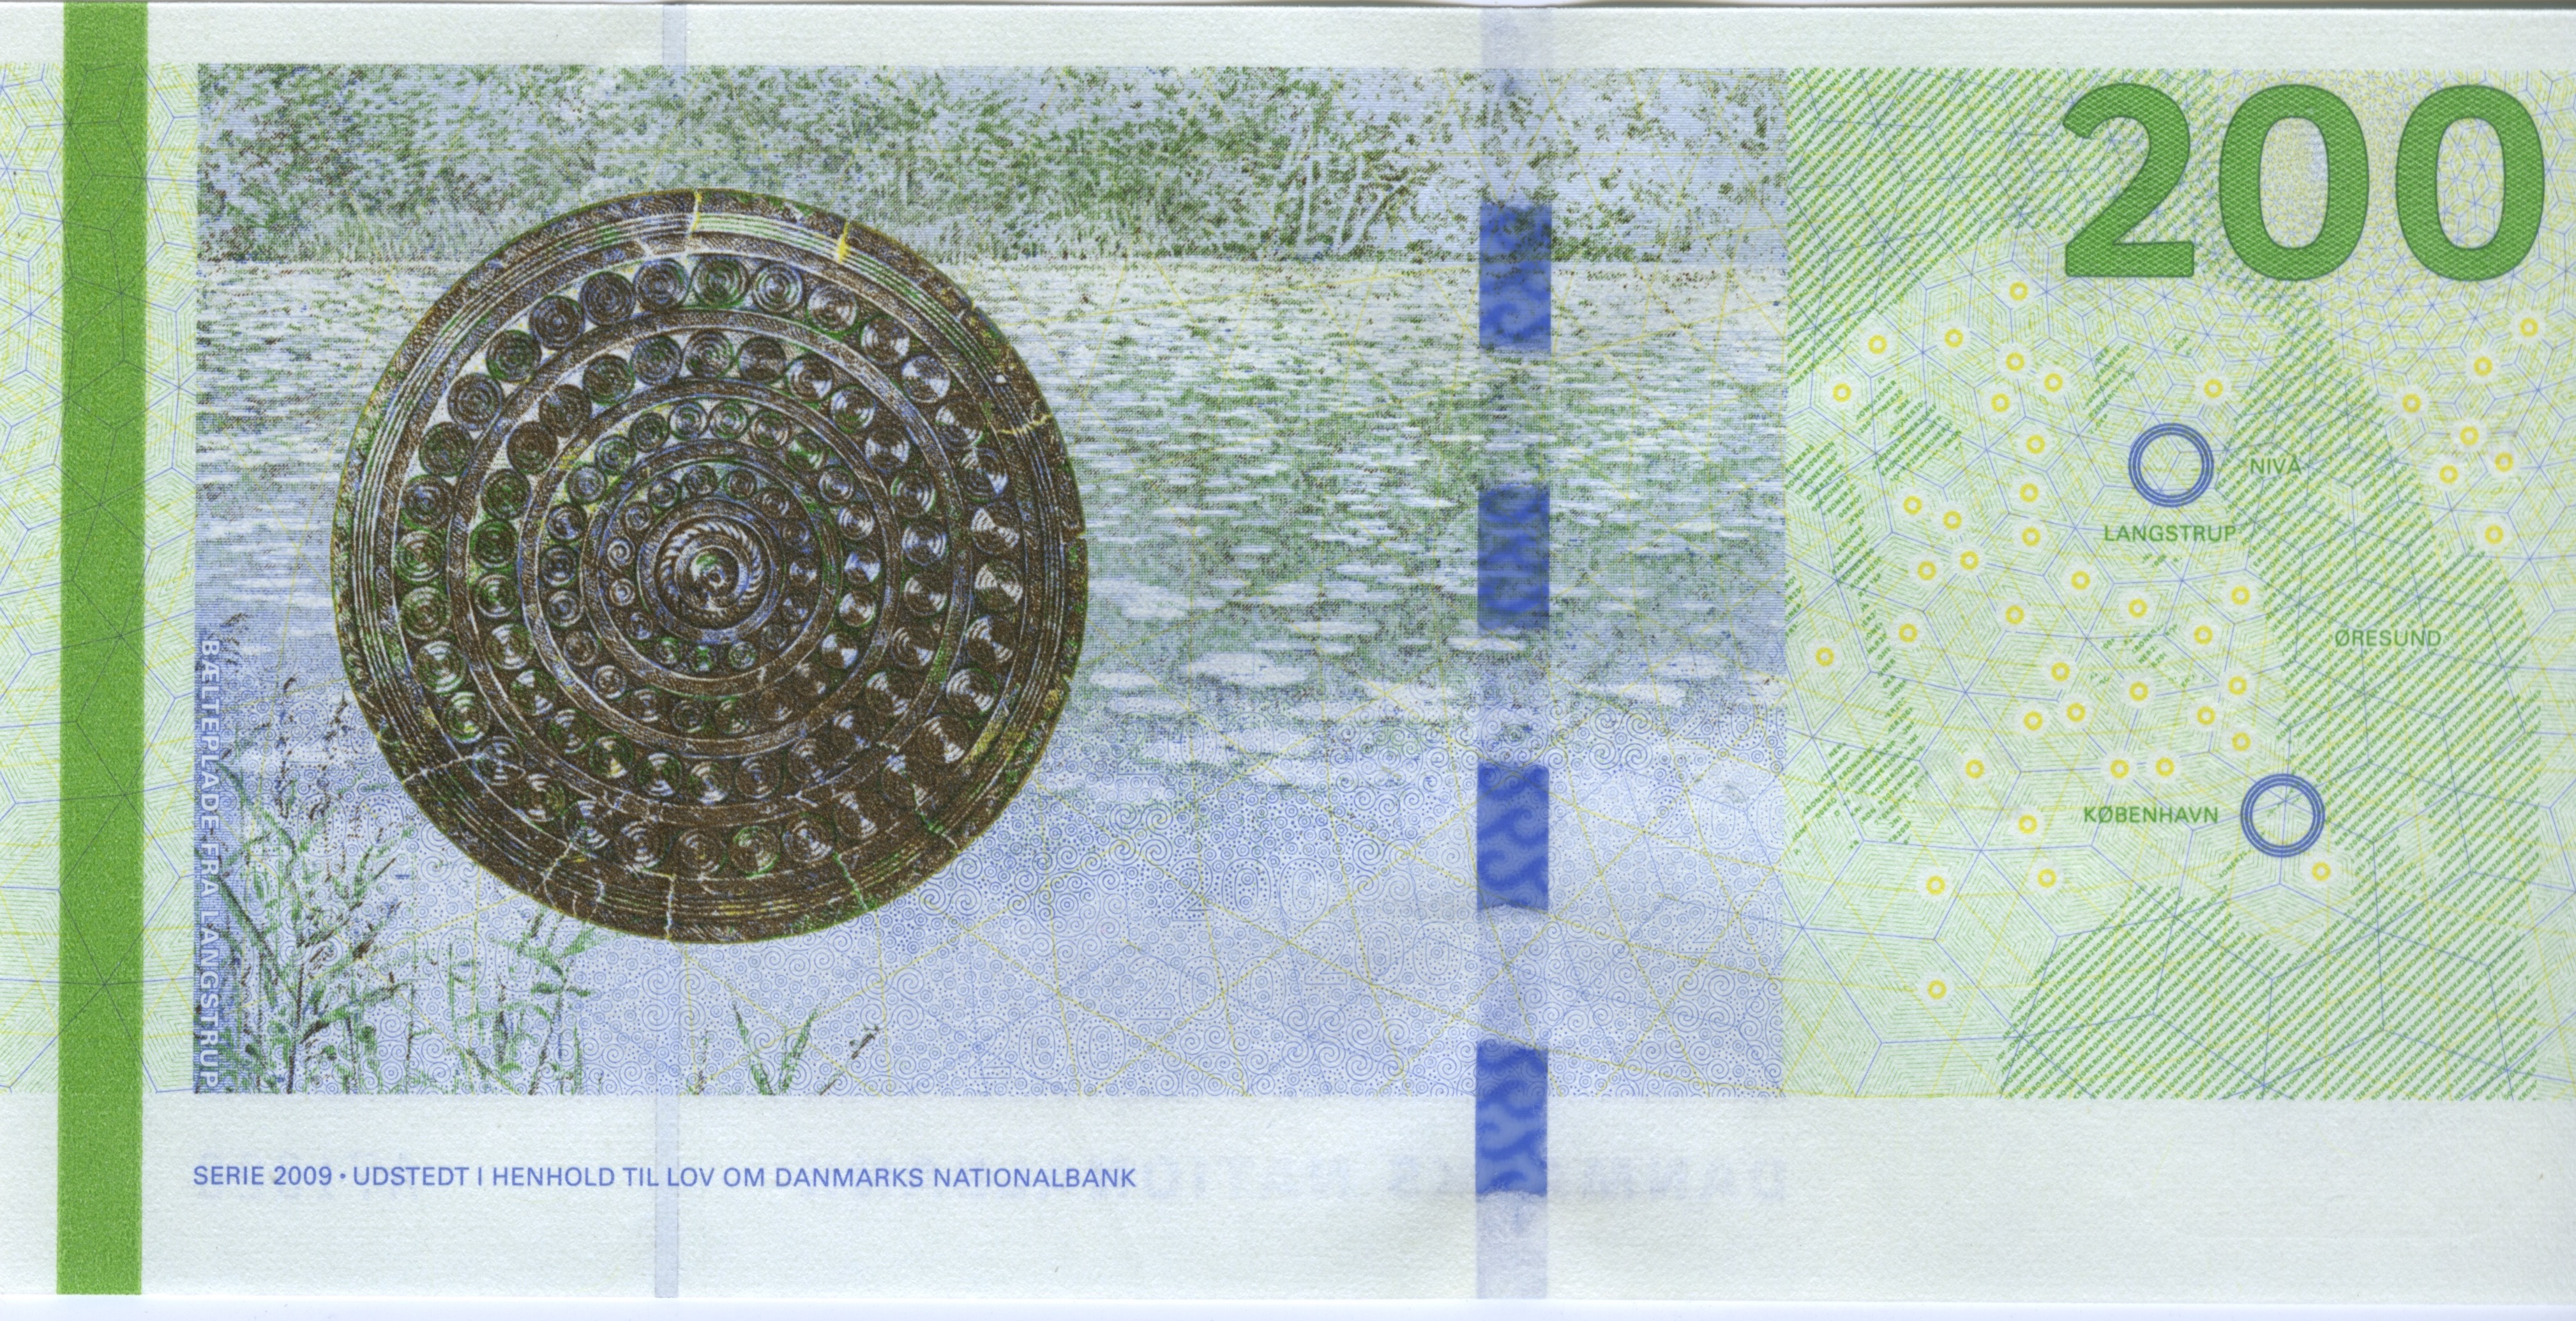 200
NIVÅ
LANGSTRUP
ØRESUND
KØBENHAVN
BÆLTEPLADE FRA LANGSTRUP
SERIE 2009 • UDSTEDT I HENHOLD TIL LOV OM DANMARKS NATIONALBANK